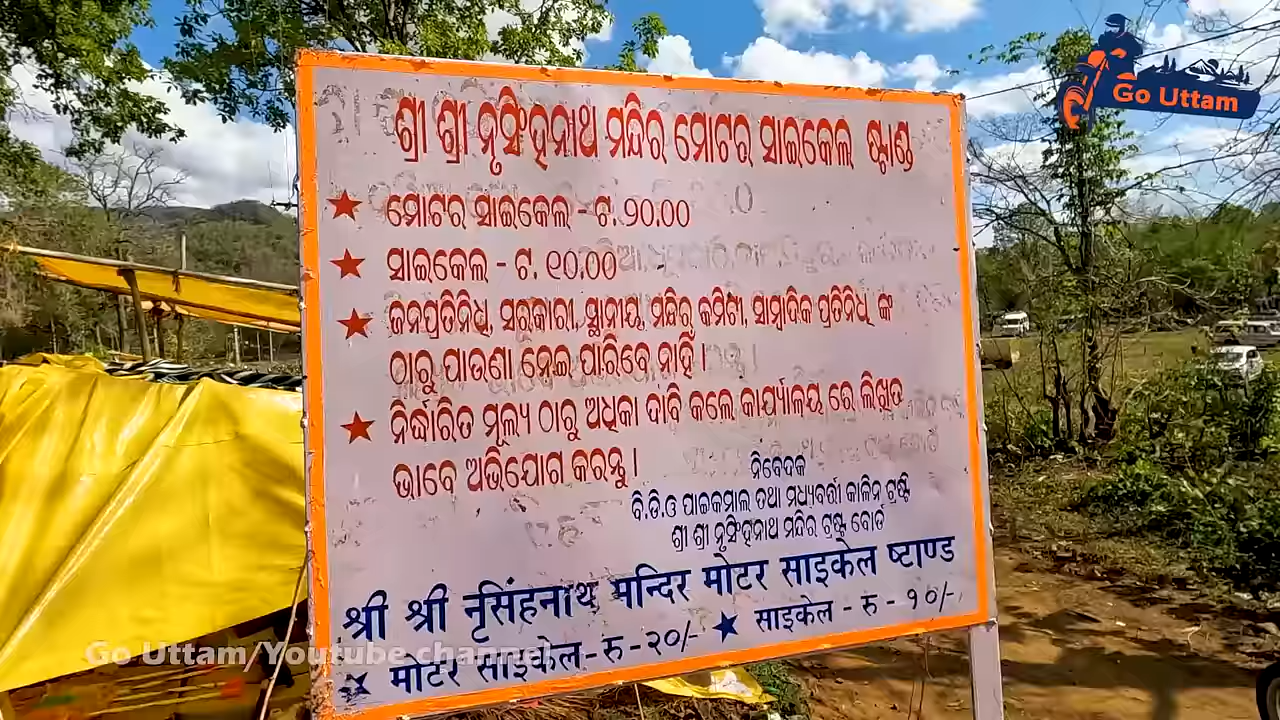 Go Uttam
ଶ୍ରୀ ଶ୍ରୀ ନୃସିଂହନାଥ ମନ୍ଦିର ମୋଟର ସାଇକେଲ ଷ୍ଟାଣ୍ଡ
★ ମୋଟର ସାଇକେଲ - ଟ.୨୦.୦୦
★ ସାଇକେଲ - ଟ. ୧୦.୦୦
★ ଜନପ୍ରତିନିଧି, ସରକାରୀ, ସ୍ଥାନୀୟ, ମନ୍ଦିର କମିଟୀ, ସାମ୍ବାଦିକ ପ୍ରତିନିଧି ଙ୍କ
ଠାରୁ ପାଉଣା ନେଇ ପାରିବେ ନାହିଁ ।
★ ନିର୍ଦ୍ଧାରିତ ମୂଲ୍ୟ ଠାରୁ ଅଧିକା ଦାବି କଲେ କାର୍ଯ୍ୟାଳୟ ରେ ଲିଖିତ
ଭାବେ ଅଭିଯୋଗ କରନ୍ତୁ ।
ନିବେଦକ
ବି.ଡି.ଓ ପାଇକମାଲ ତଥା ମଧ୍ୟବର୍ତ୍ତୀ କାଳିନ ଟ୍ରଷ୍ଟି
ଶ୍ରୀ ଶ୍ରୀ ନୃସିଂହନାଥ ମନ୍ଦିର ଟ୍ରଷ୍ଟ ବୋର୍ଡ
श्री श्री नृसिंहनाथ मन्दिर मोटर साइकेल ष्टाण्ड
★ मोटर साइकेल - रु - २०/- ★ साइकेल - रु - १०/-
Go Uttam/Youtube channel